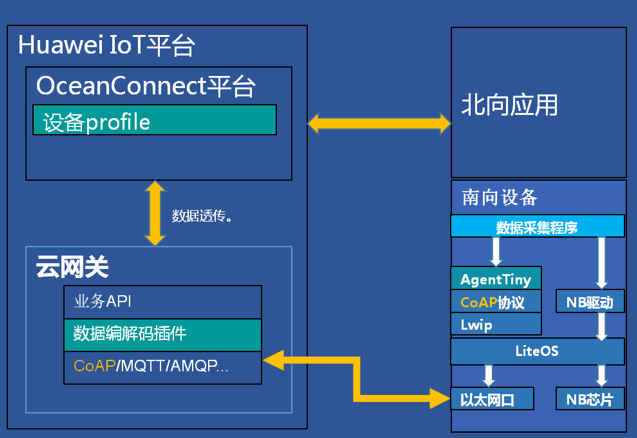 Huawei IoT平台
OceanConnect平台
设备profile
数据透传。
云网关
业务API
数据编解码插件
CoAP/MQTT/AMQP...
北向应用
南向设备
数据采集程序
AgentTiny
CoAP协议
NB驱动
Lwip
LiteOS
以太网口
NB芯片